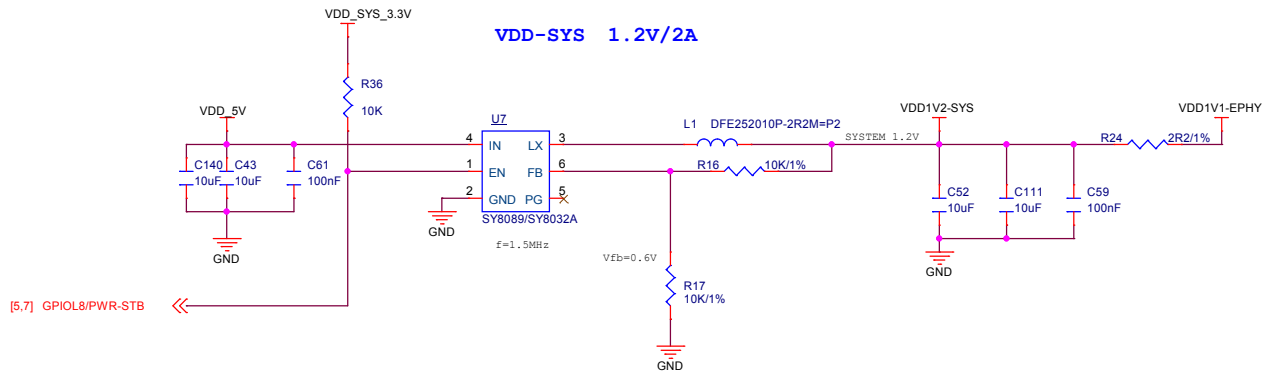 VDD_SYS_3.3V
VDD-SYS 1.2V/2A
R36
10K
VDD_5V
C140
10uF
C43
10uF
C61
100nF
GND
U7
4 IN LX 3
1 EN FB 6
2 GND PG 5
SY8089/SY8032A
f=1.5MHz
GND
L1 DFE252010P-2R2M=P2
R16 10K/1%
SYSTEM 1.2V
Vfb=0.6V
R17
10K/1%
GND
VDD1V2-SYS
VDD1V1-EPHY
R24 2R2/1%
C52
10uF
C111
10uF
C59
100nF
GND
[5,7] GPIOL8/PWR-STB